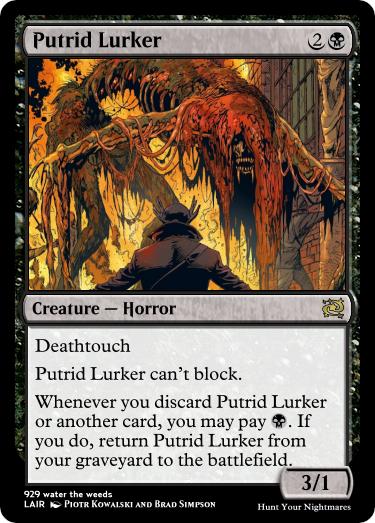 Putrid Lurker 2
Creature — Horror
Deathtouch
Putrid Lurker can't block.
Whenever you discard Putrid Lurker
or another card, you may pay . If
you do, return Putrid Lurker from
your graveyard to the battlefield.
3/1
929 water the weeds
LAIR Piotr Kowalski and Brad Simpson
Hunt Your Nightmares